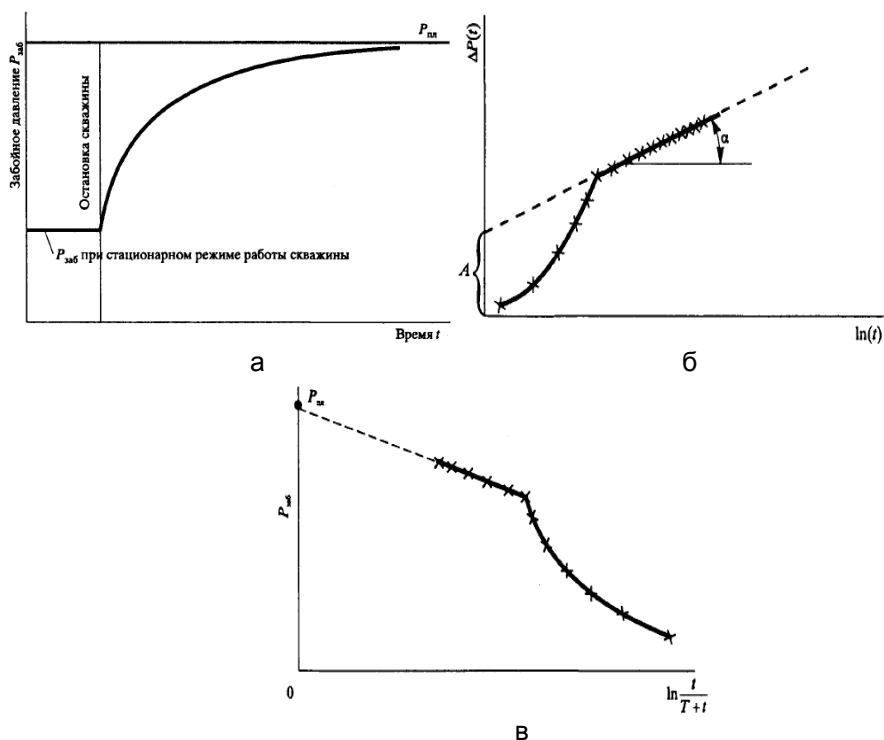 Забойное давление Pзаб
Остановка скважины
Pпл
Pзаб при стационарном режиме работы скважины
Время t
а
ΔP(t)
α
A
ln(t)
б
Pпл
Pзаб
0
ln t/T+t
в